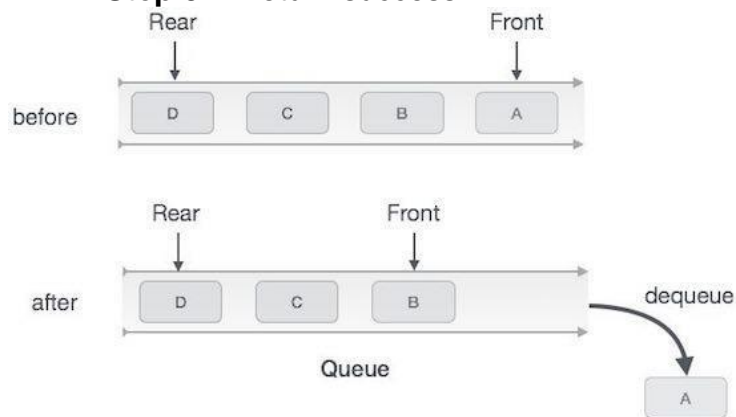 Rear Front
before D C B A
Rear Front
after D C B dequeue
Queue
A